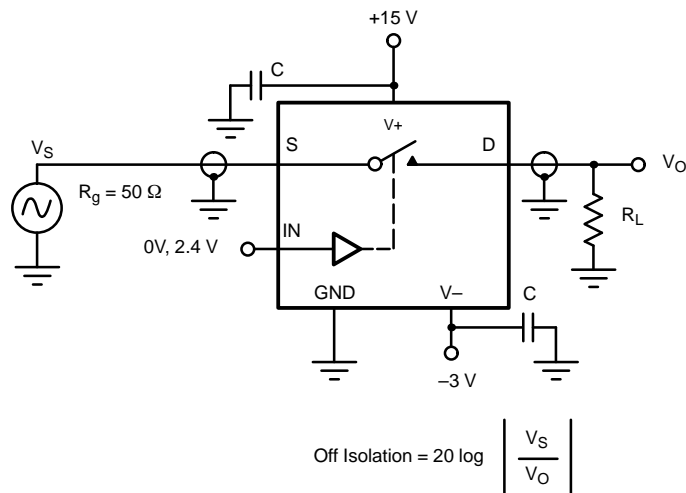 +15 V
C
V+
VS
S
D
VO
Rg = 50 Ω
RL
IN
0V, 2.4 V
GND
V–
C
–3 V
Off Isolation = 20 log | VS / VO |